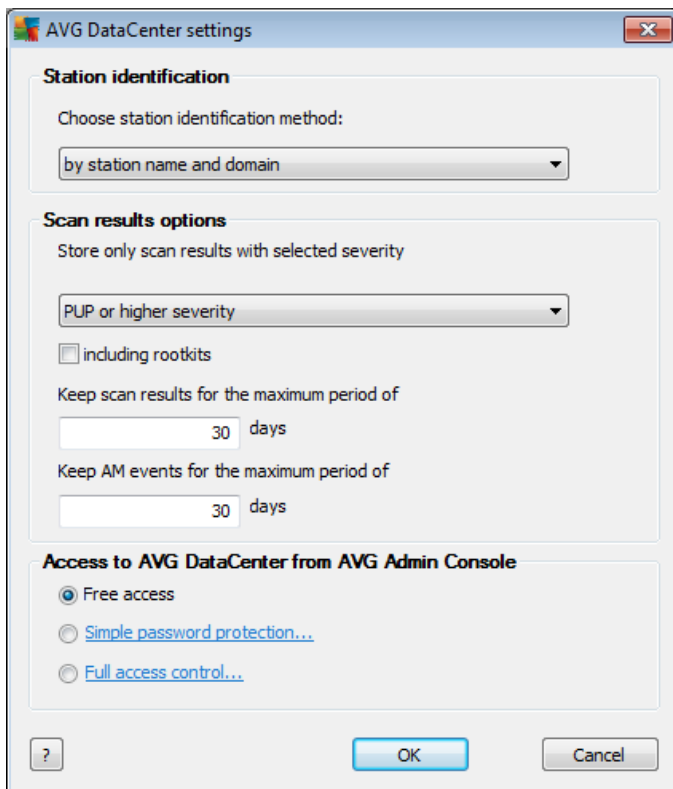 AVG DataCenter settings
Station identification
Choose station identification method:
by station name and domain
Scan results options
Store only scan results with selected severity
PUP or higher severity
including rootkits
Keep scan results for the maximum period of
30 days
Keep AM events for the maximum period of
30 days
Access to AVG DataCenter from AVG Admin Console
Free access
Simple password protection...
Full access control...
? OK Cancel